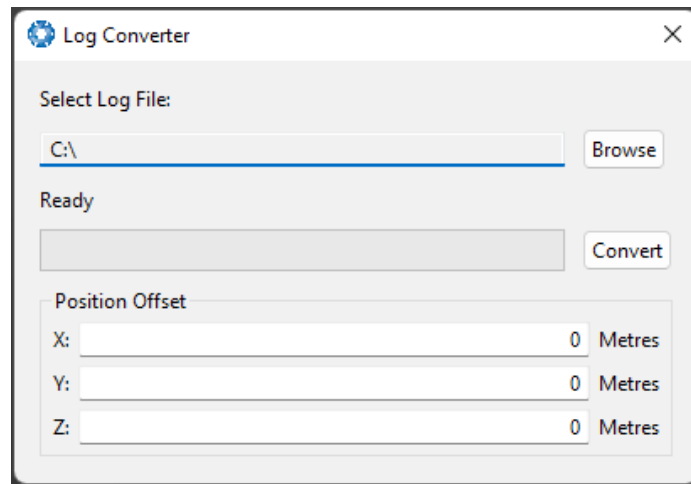 Log Converter
Select Log File:
C:\
Browse
Ready
Convert
Position Offset
X: 0 Metres
Y: 0 Metres
Z: 0 Metres